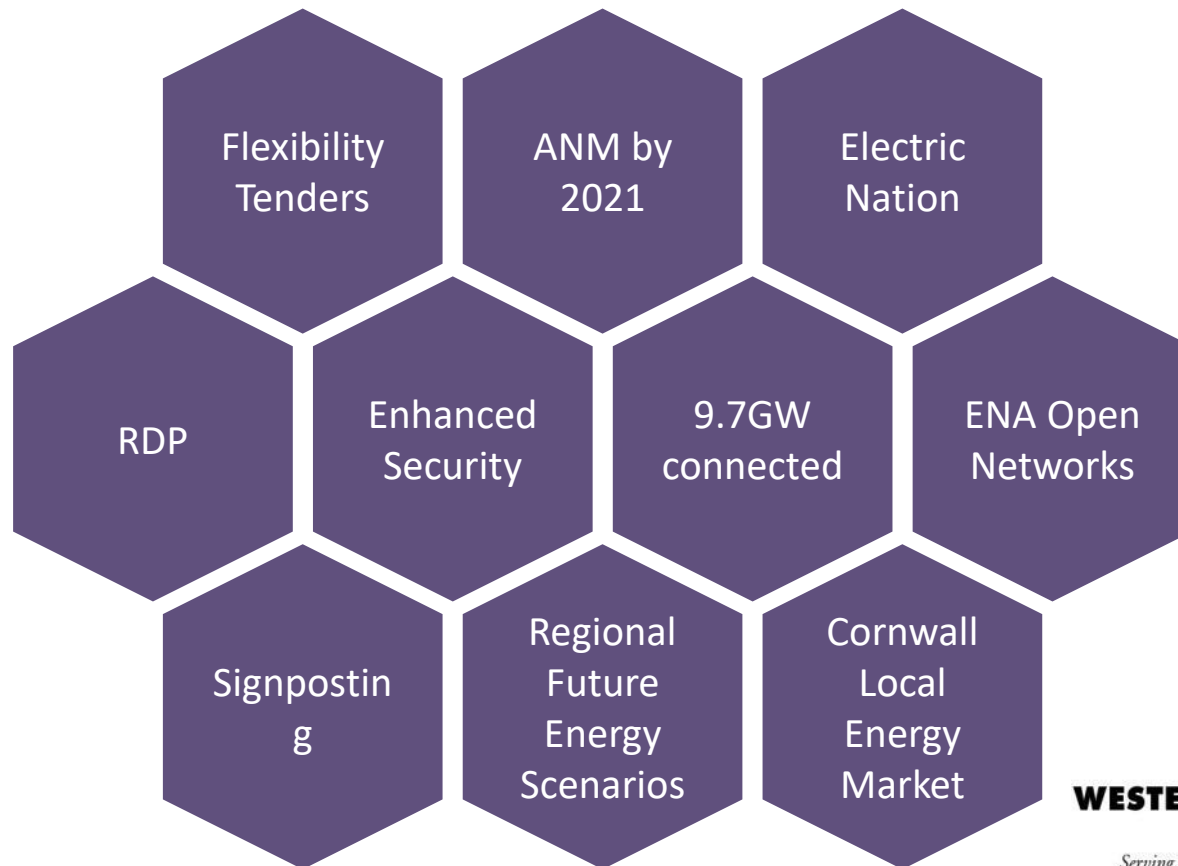 Flexibility
Tenders
ANM by
2021
Electric
Nation
RDP
Enhanced
Security
9.7GW
connected
ENA Open
Networks
Signpostin
g
Regional
Future
Energy
Scenarios
Cornwall
Local
Energy
Market
WESTE
Serving